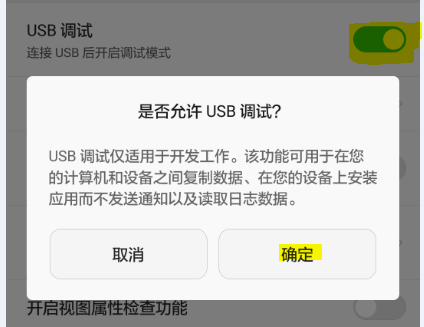 USB 调试
连接 USB 后开启调试模式
是否允许 USB 调试?
USB 调试仅适用于开发工作。该功能可用于在您
的计算机和设备之间复制数据、在您的设备上安装
应用而不发送通知以及读取日志数据。
取消
确定
开启视图属性检查功能